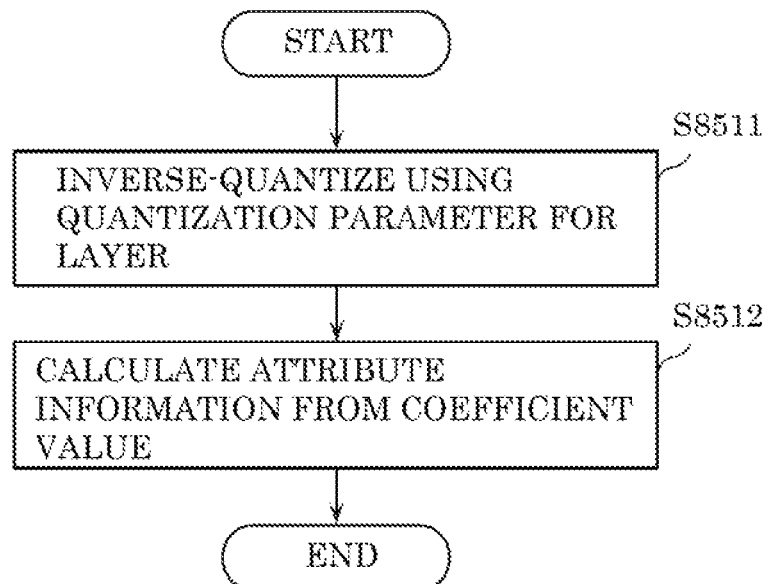 START
S8511
INVERSE-QUANTIZE USING
QUANTIZATION PARAMETER FOR
LAYER
S8512
CALCULATE ATTRIBUTE
INFORMATION FROM COEFFICIENT
VALUE
END